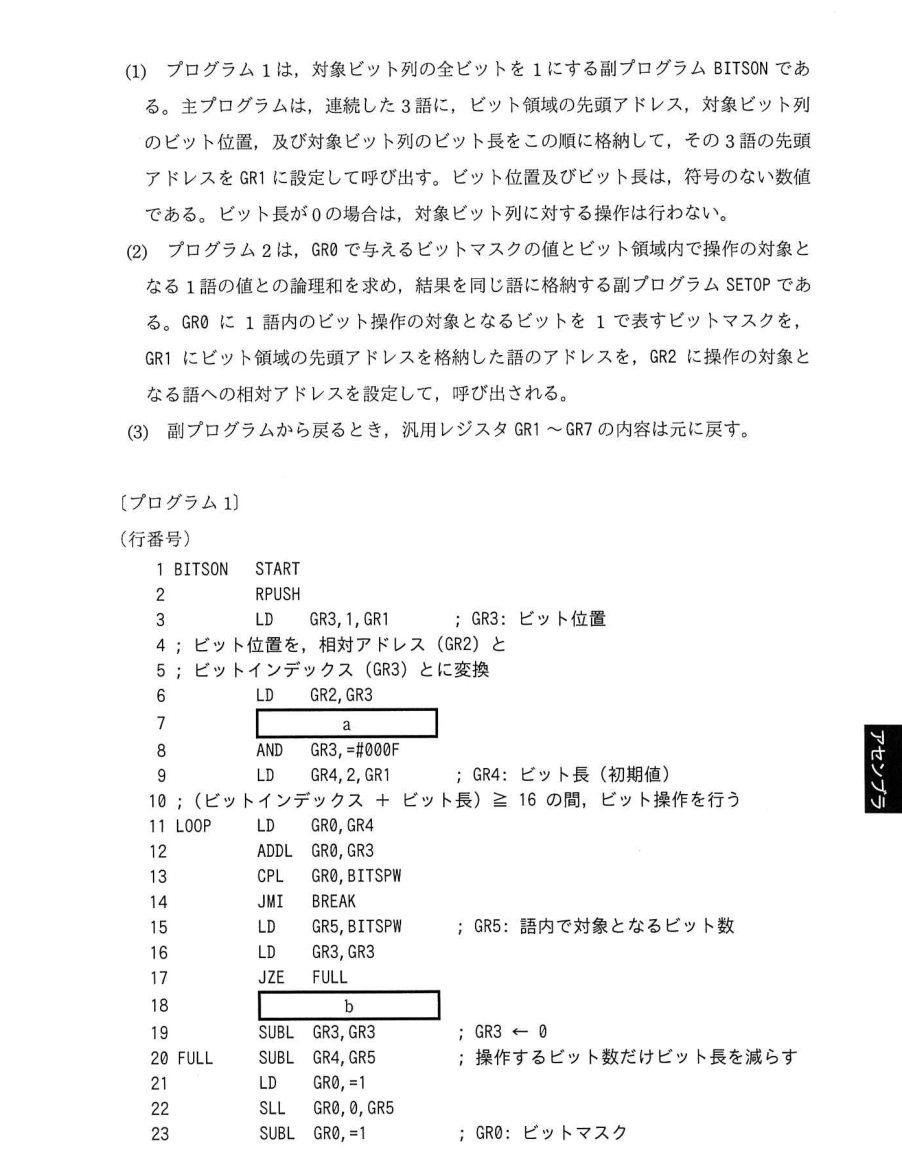 (1) プログラム 1 は，対象ビット列の全ビットを 1 にする副プログラム BITSON であ
る。主プログラムは，連続した 3 語に，ビット領域の先頭アドレス，対象ビット列
のビット位置，及び対象ビット列のビット長をこの順に格納して，その 3 語の先頭
アドレスを GR1 に設定して呼び出す。ビット位置及びビット長は，符号のない数値
である。ビット長が 0 の場合は，対象ビット列に対する操作は行わない。
(2) プログラム 2 は，GR0 で与えるビットマスクの値とビット領域内で操作の対象と
なる 1 語の値との論理和を求め，結果を同じ語に格納する副プログラム SETOP であ
る。GR0 に 1 語内のビット操作の対象となるビットを 1 で表すビットマスクを，
GR1 にビット領域の先頭アドレスを格納した語のアドレスを，GR2 に操作の対象と
なる語への相対アドレスを設定して，呼び出される。
(3) 副プログラムから戻るとき，汎用レジスタ GR1 ～ GR7 の内容は元に戻す。
〔プログラム 1〕
（行番号）
1 BITSON START
2 RPUSH
3 LD GR3,1,GR1 ; GR3: ビット位置
4 ; ビット位置を，相対アドレス（GR2）と
5 ; ビットインデックス（GR3）とに変換
6 LD GR2,GR3
7 a
8 AND GR3,=#000F
9 LD GR4,2,GR1 ; GR4: ビット長（初期値）
10 ;（ビットインデックス ＋ ビット長）≧ 16 の間，ビット操作を行う
11 LOOP LD GR0,GR4
12 ADDL GR0,GR3
13 CPL GR0,BITSPW
14 JMI BREAK
15 LD GR5,BITSPW ; GR5: 語内で対象となるビット数
16 LD GR3,GR3
17 JZE FULL
18 b
19 SUBL GR3,GR3 ; GR3 ← 0
20 FULL SUBL GR4,GR5 ; 操作するビット数だけビット長を減らす
21 LD GR0,=1
22 SLL GR0,0,GR5
23 SUBL GR0,=1 ; GR0: ビットマスク
アセンブラ